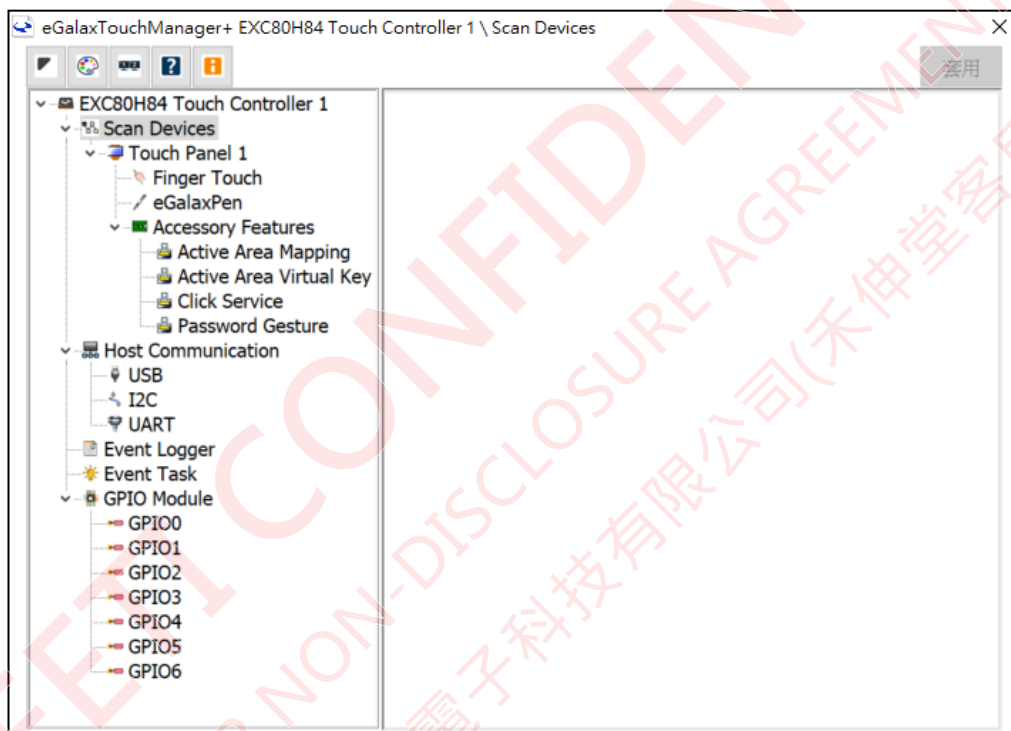 eGalaxTouchManager+ EXC80H84 Touch Controller 1 \ Scan Devices
套用
EXC80H84 Touch Controller 1
Scan Devices
Touch Panel 1
Finger Touch
eGalaxPen
Accessory Features
Active Area Mapping
Active Area Virtual Key
Click Service
Password Gesture
Host Communication
USB
I2C
UART
Event Logger
Event Task
GPIO Module
GPIO0
GPIO1
GPIO2
GPIO3
GPIO4
GPIO5
GPIO6
EETI CONFIDEN
NON-DISCLOSURE AGREEMENT
電子科技有限公司(禾伸堂客